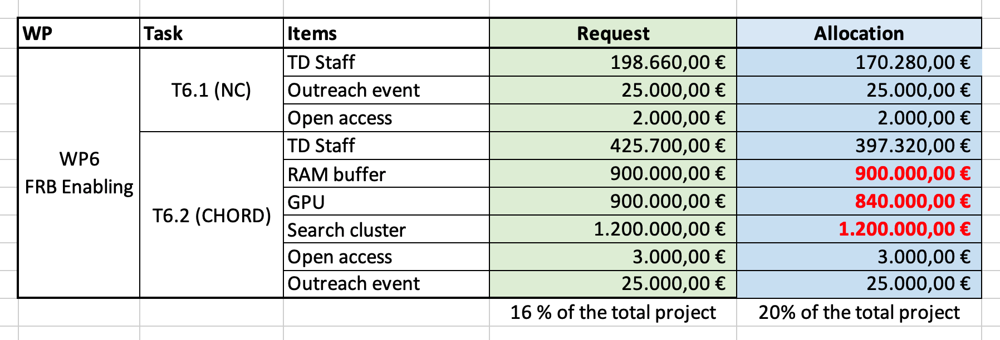 WP Task Items Request Allocation
TD Staff 198.660,00 € 170.280,00 €
T6.1 (NC) Outreach event 25.000,00 € 25.000,00 €
Open access 2.000,00 € 2.000,00 €
TD Staff 425.700,00 € 397.320,00 €
WP6
FRB Enabling
RAM buffer 900.000,00 € 900.000,00 €
GPU 900.000,00 € 840.000,00 €
T6.2 (CHORD)
Search cluster 1.200.000,00 € 1.200.000,00 €
Open access 3.000,00 € 3.000,00 €
Outreach event 25.000,00 € 25.000,00 €
16 % of the total project 20% of the total project